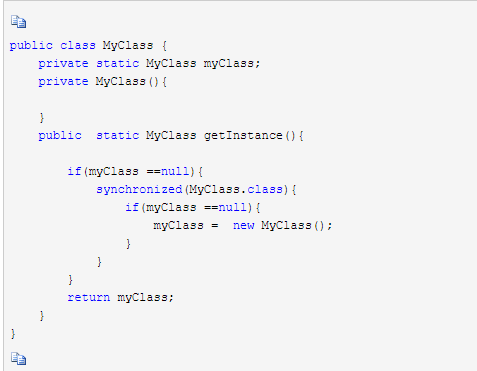 public class MyClass {
    private static MyClass myClass;
    private MyClass(){

    }
    public  static MyClass getInstance(){

        if(myClass ==null){
            synchronized(MyClass.class){
                if(myClass ==null){
                    myClass =  new MyClass();
                }
            }
        }
        return myClass;
    }
}